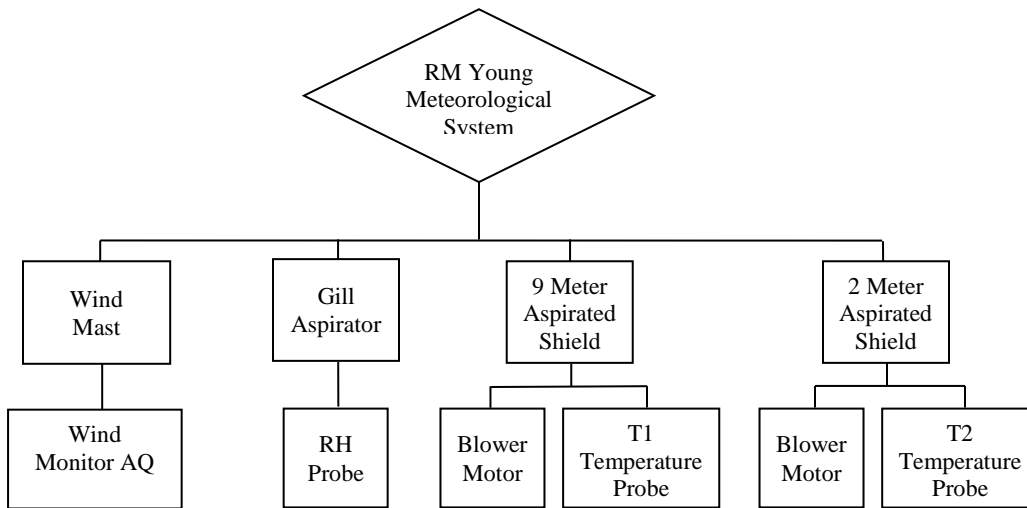 RM Young
Meteorological
System
Wind
Mast
Gill
Aspirator
9 Meter
Aspirated
Shield
2 Meter
Aspirated
Shield
Wind
Monitor AQ
RH
Probe
Blower
Motor
T1
Temperature
Probe
Blower
Motor
T2
Temperature
Probe